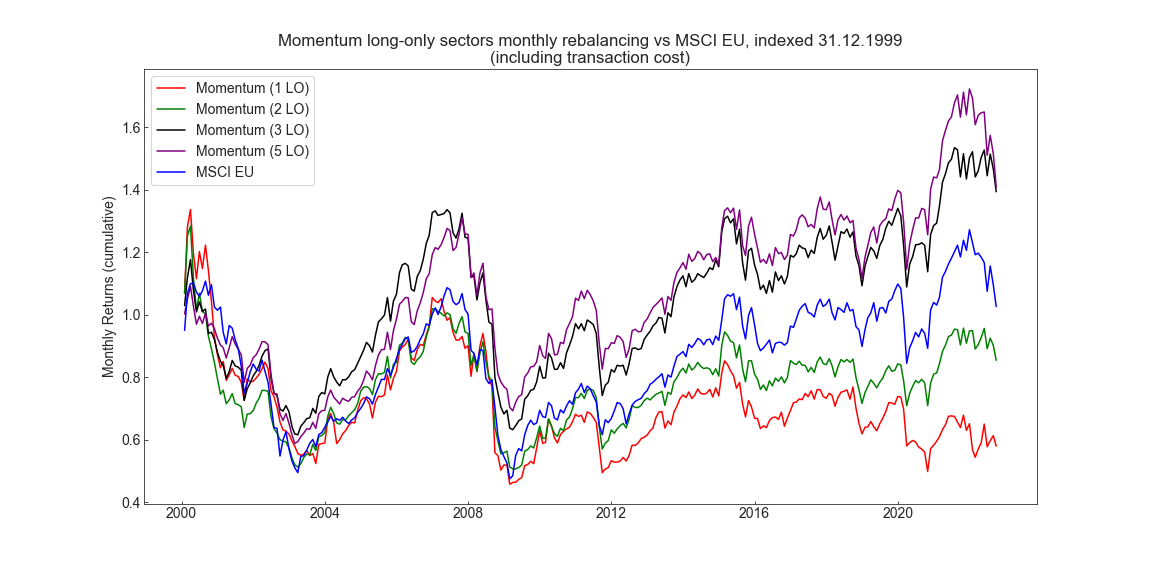 Momentum long-only sectors monthly rebalancing vs MSCI EU, indexed 31.12.1999
(including transaction cost)
Momentum (1 LO)
Momentum (2 LO)
Momentum (3 LO)
Momentum (5 LO)
MSCI EU
Monthly Returns (cumulative)
1.6
1.4
1.2
1.0
0.8
0.6
0.4
2000 2004 2008 2012 2016 2020